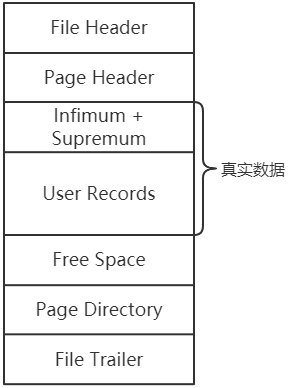 File Header
Page Header
Infimum +
Supremum
真实数据
User Records
Free Space
Page Directory
File Trailer